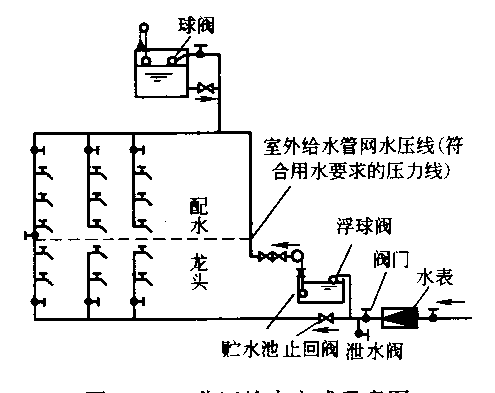 球阀
室外给水管网水压线(符
合用水要求的压力线)
配水
龙头
浮球阀
阀门
水表
贮水池
止回阀
泄水阀